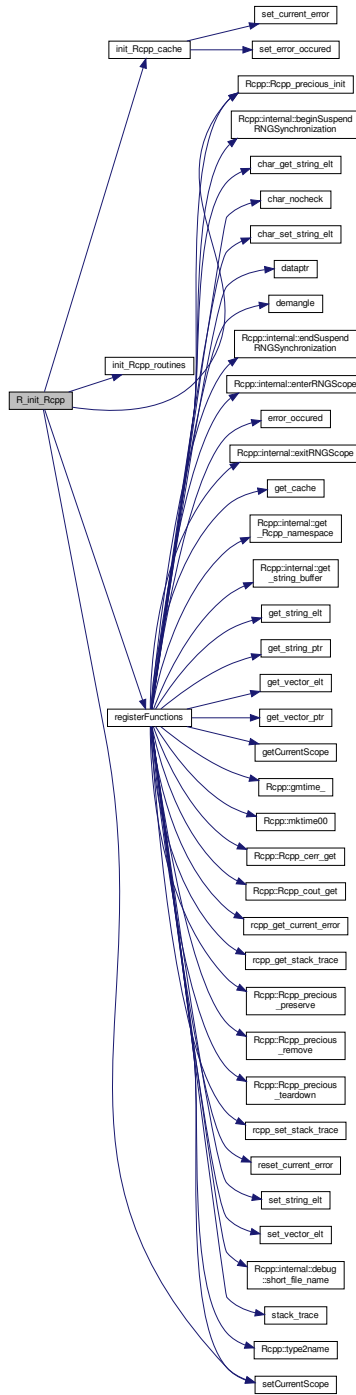 set_current_error
init_Rcpp_cache
set_error_occured
Rcpp::Rcpp_precious_init
Rcpp::internal::beginSuspend
RNGSynchronization
char_get_string_elt
char_nocheck
char_set_string_elt
dataptr
demangle
Rcpp::internal::endSuspend
RNGSynchronization
init_Rcpp_routines
Rcpp::internal::enterRNGScope
R_init_Rcpp
error_occured
Rcpp::internal::exitRNGScope
get_cache
Rcpp::internal::get
_Rcpp_namespace
Rcpp::internal::get
_string_buffer
get_string_elt
get_string_ptr
get_vector_elt
registerFunctions
get_vector_ptr
getCurrentScope
Rcpp::gmtime_
Rcpp::mktime00
Rcpp::Rcpp_cerr_get
Rcpp::Rcpp_cout_get
rcpp_get_current_error
rcpp_get_stack_trace
Rcpp::Rcpp_precious
_preserve
Rcpp::Rcpp_precious
_remove
Rcpp::Rcpp_precious
_teardown
rcpp_set_stack_trace
reset_current_error
set_string_elt
set_vector_elt
Rcpp::internal::debug
::short_file_name
stack_trace
Rcpp::type2name
setCurrentScope